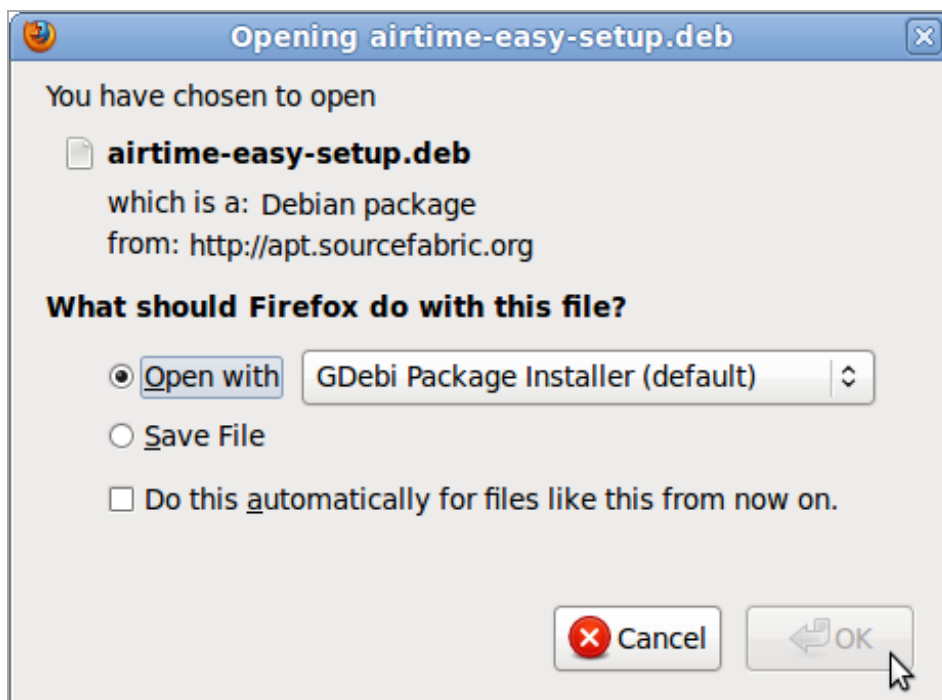 Opening airtime-easy-setup.deb
You have chosen to open
airtime-easy-setup.deb
which is a: Debian package
from: http://apt.sourcefabric.org
What should Firefox do with this file?
Open with GDebi Package Installer (default)
Save File
Do this automatically for files like this from now on.
Cancel OK